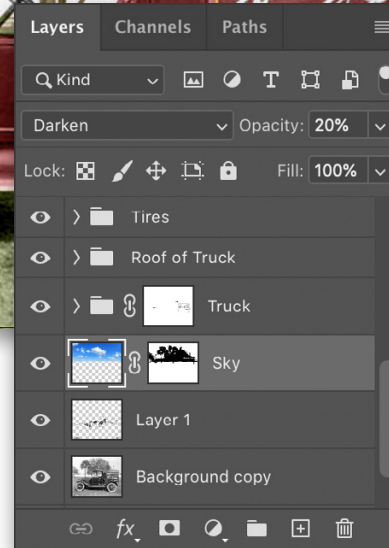 Layers Channels Paths
Kind T
Darken Opacity: 20%
Lock: Fill: 100%
Tires
Roof of Truck
Truck
Sky
Layer 1
Background copy
fx